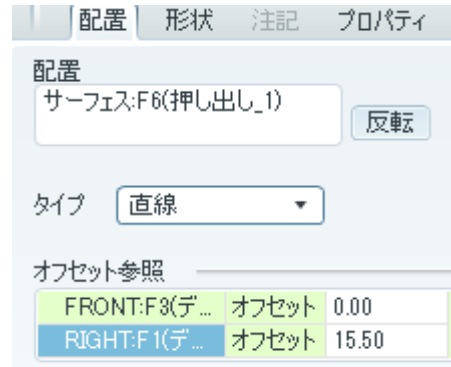 配置 形状 注記 プロパティ
配置
サーフェス:F6(押し出し_1)
反転
タイプ 直線
オフセット参照
FRONT:F3(デ... オフセット 0.00
RIGHT:F1(デ... オフセット 15.50